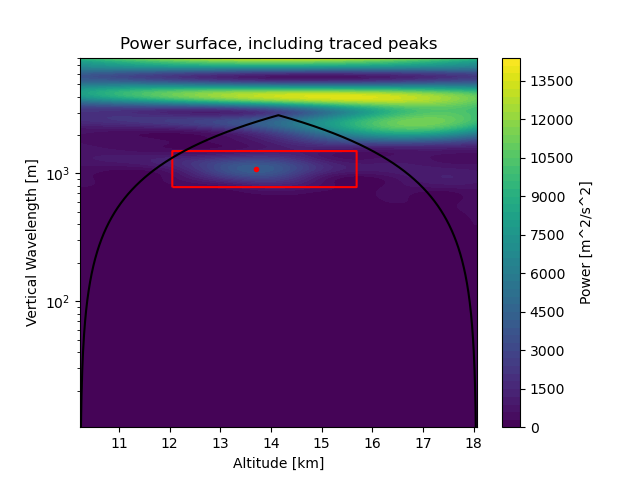 Power surface, including traced peaks
Vertical Wavelength [m]
10^3
10^2
11 12 13 14 15 16 17 18
Altitude [km]
13500
12000
10500
9000
7500
6000
4500
3000
1500
0
Power [m^2/s^2]